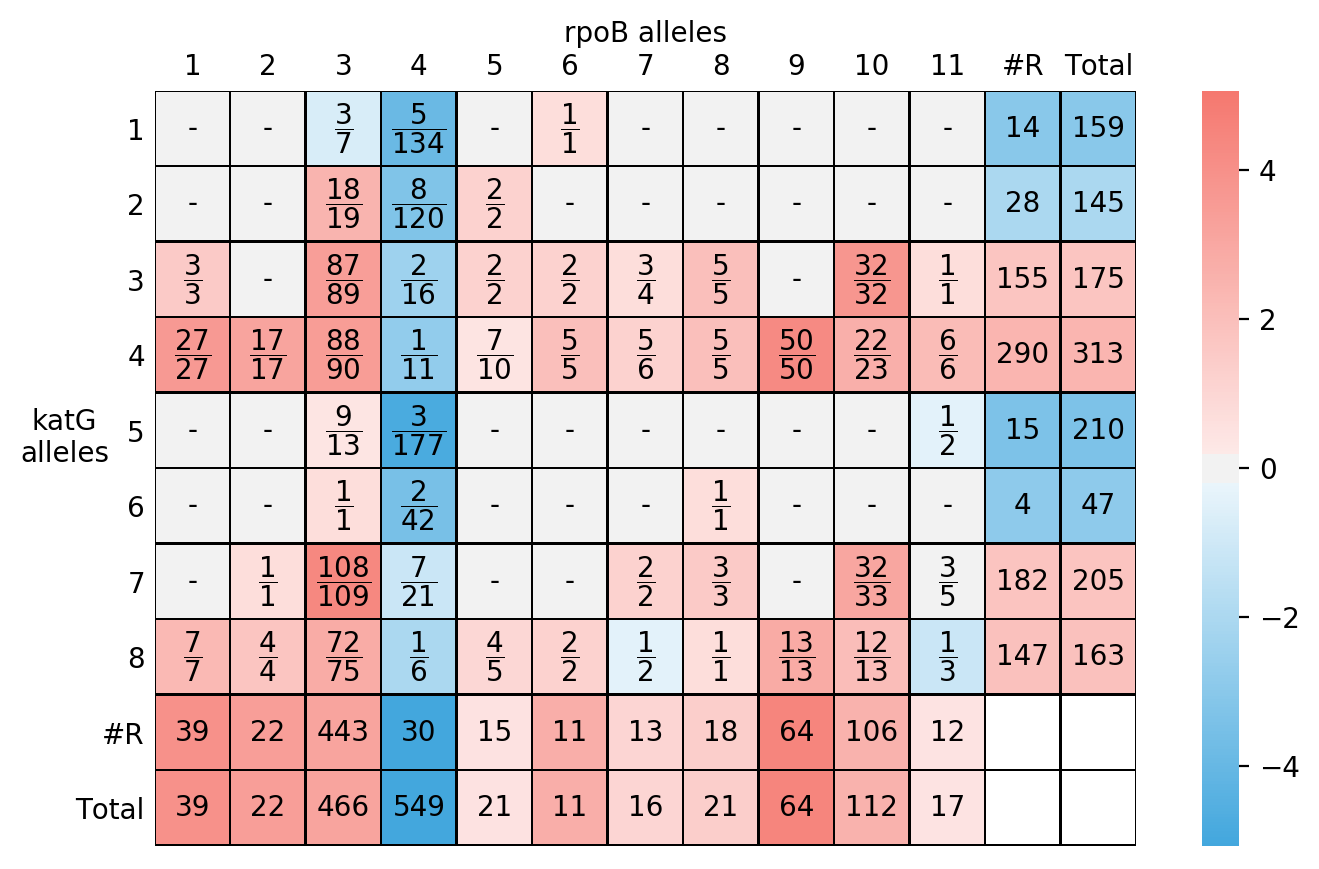 rpoB alleles
1 2 3 4 5 6 7 8 9 10 11 #R Total
1 - - 3/7 5/134 - 1/1 - - - - - 14 159
2 - - 18/19 8/120 2/2 - - - - - - 28 145
3 3/3 - 87/89 2/16 2/2 2/2 3/4 5/5 - 32/32 1/1 155 175
4 27/27 17/17 88/90 1/11 7/10 5/5 5/6 5/5 50/50 22/23 6/6 290 313
katG
alleles
5 - - 9/13 3/177 - - - - - - 1/2 15 210
6 - - 1/1 2/42 - - - 1/1 - - - 4 47
7 - 1/1 108/109 7/21 - - 2/2 3/3 - 32/33 3/5 182 205
8 7/7 4/4 72/75 1/6 4/5 2/2 1/2 1/1 13/13 12/13 1/3 147 163
#R 39 22 443 30 15 11 13 18 64 106 12
Total 39 22 466 549 21 11 16 21 64 112 17
4
2
0
−2
−4